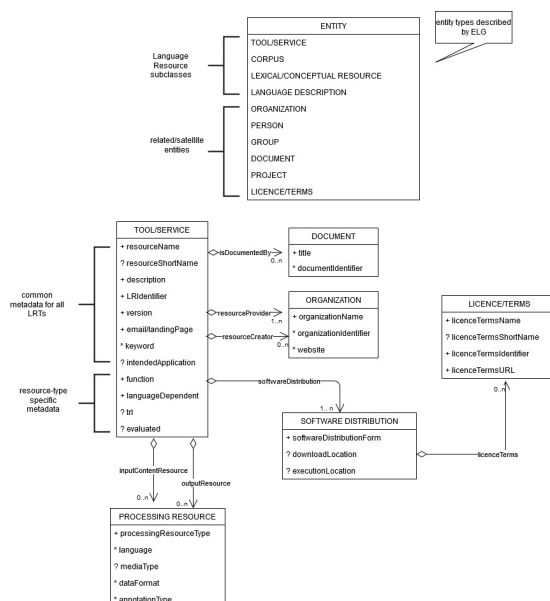 ENTITY
TOOL/SERVICE
CORPUS
LEXICAL/CONCEPTUAL RESOURCE
LANGUAGE DESCRIPTION
ORGANIZATION
PERSON
GROUP
DOCUMENT
PROJECT
LICENCE/TERMS
entity types described
by ELG
Language
Resource
subclasses
related/satellite
entities
TOOL/SERVICE
+ resourceName
? resourceShortName
+ description
+ LRIdentifier
+ version
+ email/landingPage
* keyword
? intendedApplication
+ function
+ languageDependent
? trl
? evaluated
common
metadata for all
LRTs
resource-type
specific
metadata
isDocumentedBy
0..n
DOCUMENT
+ title
* documentIdentifier
resourceProvider
1..n
resourceCreator
0..n
ORGANIZATION
+ organizationName
* organizationIdentifier
* website
LICENCE/TERMS
+ licenceTermsName
? licenceTermsShortName
+ licenceTermsIdentifier
+ licenceTermsURL
0..n
softwareDistribution
1.. n
SOFTWARE DISTRIBUTION
+ softwareDistributionForm
? downloadLocation
? executionLocation
licenceTerms
inputContentResource
0..n
outputResource
0..n
PROCESSING RESOURCE
+ processingResourceType
* language
? mediaType
* dataFormat
* annotationType